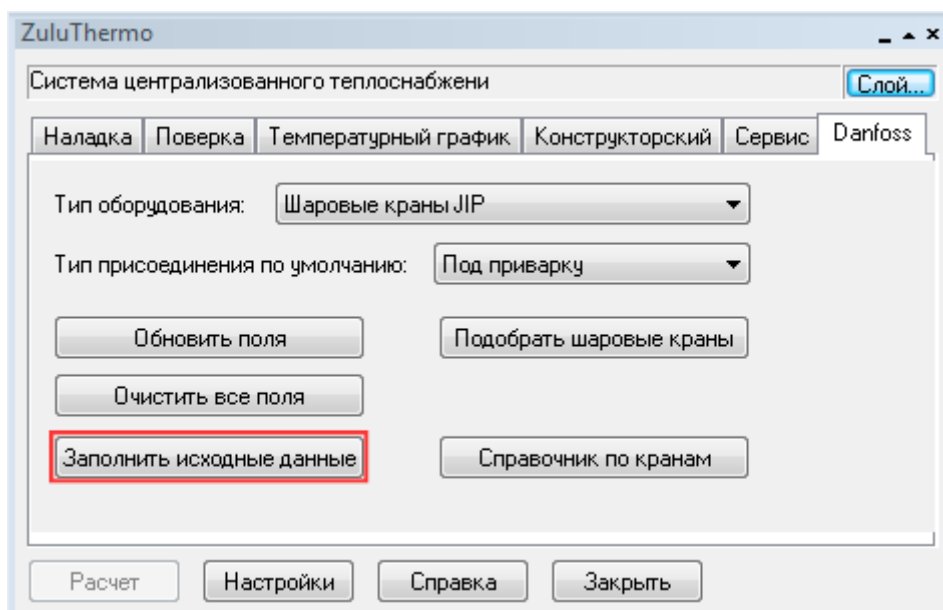 ZuluThermo
Система централизованного теплоснабжени Слой...
Наладка Поверка Температурный график Конструкторский Сервис Danfoss
Тип оборудования: Шаровые краны JIP
Тип присоединения по умолчанию: Под приварку
Обновить поля Подобрать шаровые краны
Очистить все поля
Заполнить исходные данные Справочник по кранам
Расчет Настройки Справка Закрыть